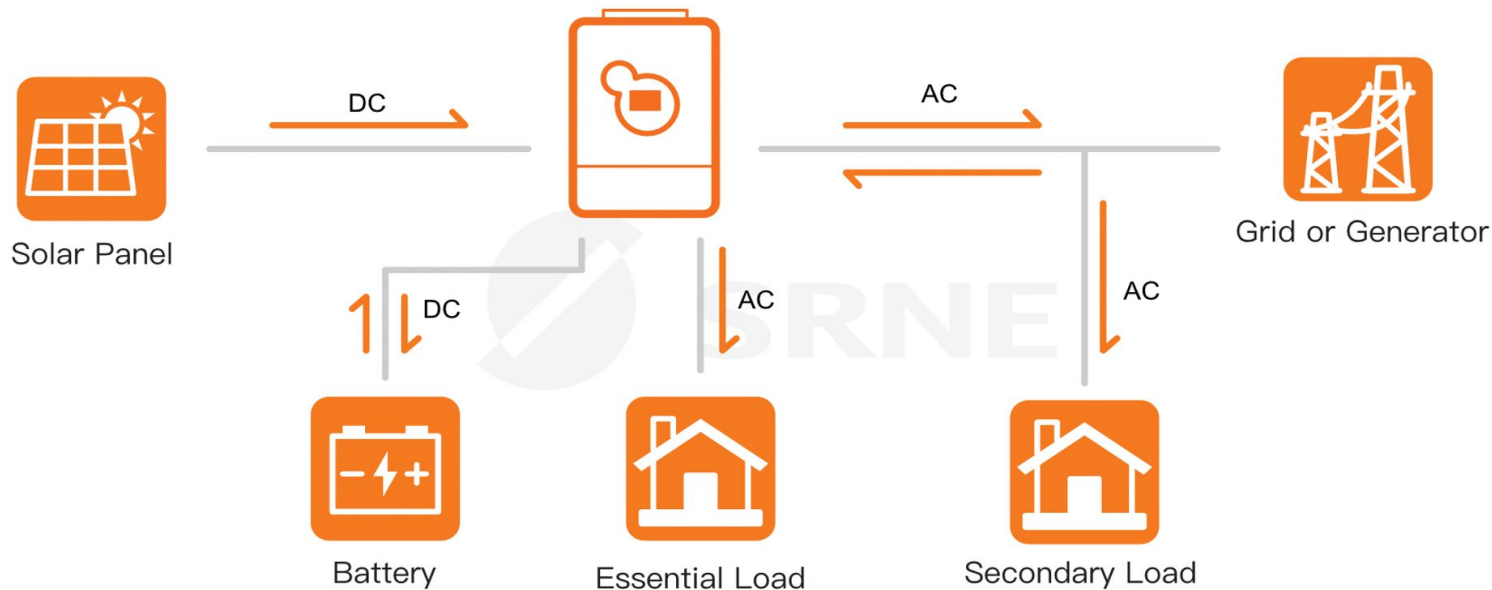 DC
AC
Solar Panel
Grid or Generator
DC
AC
AC
SRNE
Battery
Essential Load
Secondary Load